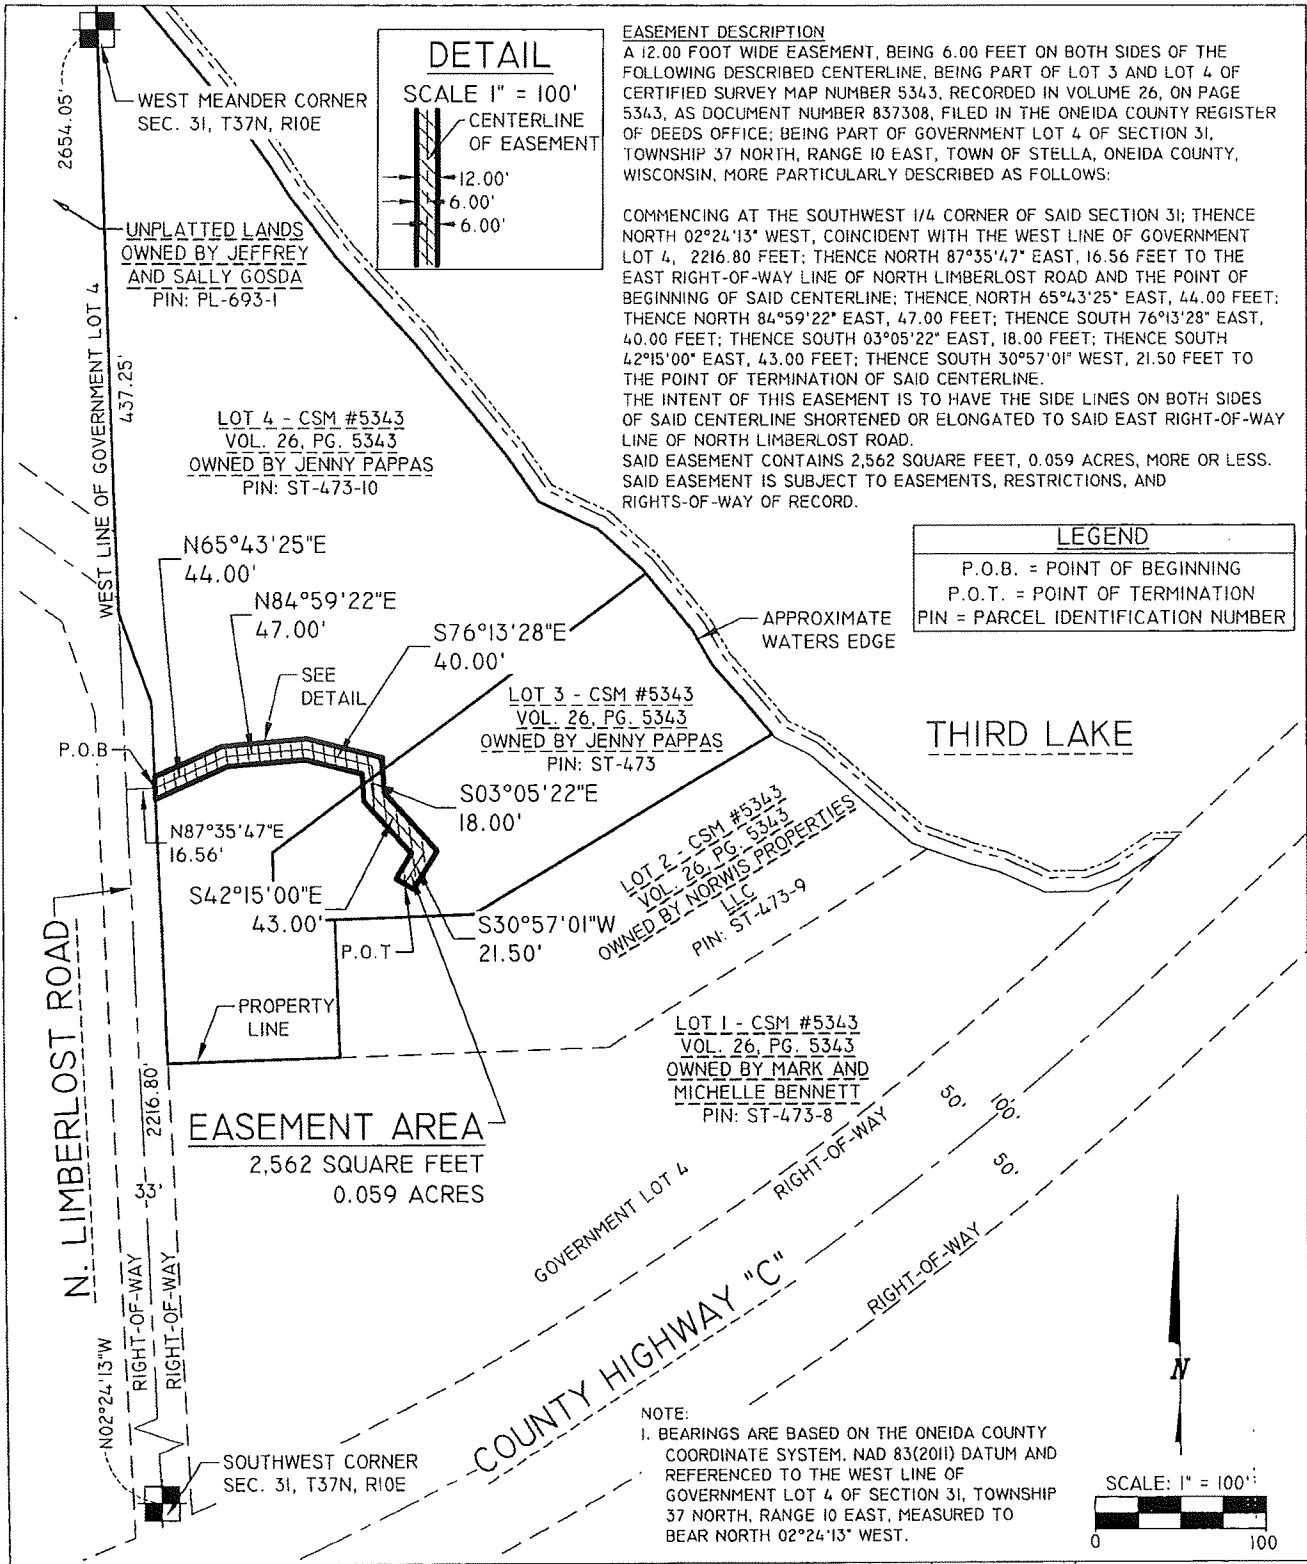 DETAIL
SCALE 1" = 100'
CENTERLINE
OF EASEMENT
12.00'
6.00'
6.00'
EASEMENT DESCRIPTION
A 12.00 FOOT WIDE EASEMENT, BEING 6.00 FEET ON BOTH SIDES OF THE
FOLLOWING DESCRIBED CENTERLINE, BEING PART OF LOT 3 AND LOT 4 OF
CERTIFIED SURVEY MAP NUMBER 5343, RECORDED IN VOLUME 26, ON PAGE
5343, AS DOCUMENT NUMBER 837308, FILED IN THE ONEIDA COUNTY REGISTER
OF DEEDS OFFICE; BEING PART OF GOVERNMENT LOT 4 OF SECTION 31,
TOWNSHIP 37 NORTH, RANGE 10 EAST, TOWN OF STELLA, ONEIDA COUNTY,
WISCONSIN, MORE PARTICULARLY DESCRIBED AS FOLLOWS:
COMMENCING AT THE SOUTHWEST 1/4 CORNER OF SAID SECTION 31; THENCE
NORTH 02°24'13" WEST, COINCIDENT WITH THE WEST LINE OF GOVERNMENT
LOT 4, 2216.80 FEET; THENCE NORTH 87°35'47" EAST, 16.56 FEET TO THE
EAST RIGHT-OF-WAY LINE OF NORTH LIMBERLOST ROAD AND THE POINT OF
BEGINNING OF SAID CENTERLINE; THENCE NORTH 65°43'25" EAST, 44.00 FEET;
THENCE NORTH 84°59'22" EAST, 47.00 FEET; THENCE SOUTH 76°13'28" EAST,
40.00 FEET; THENCE SOUTH 03°05'22" EAST, 18.00 FEET; THENCE SOUTH
42°15'00" EAST, 43.00 FEET; THENCE SOUTH 30°57'01" WEST, 21.50 FEET TO
THE POINT OF TERMINATION OF SAID CENTERLINE.
THE INTENT OF THIS EASEMENT IS TO HAVE THE SIDE LINES ON BOTH SIDES
OF SAID CENTERLINE SHORTENED OR ELONGATED TO SAID EAST RIGHT-OF-WAY
LINE OF NORTH LIMBERLOST ROAD.
SAID EASEMENT CONTAINS 2,562 SQUARE FEET, 0.059 ACRES, MORE OR LESS.
SAID EASEMENT IS SUBJECT TO EASEMENTS, RESTRICTIONS, AND
RIGHTS-OF-WAY OF RECORD.
LEGEND
P.O.B. = POINT OF BEGINNING
P.O.T. = POINT OF TERMINATION
PIN = PARCEL IDENTIFICATION NUMBER
2654.05'
WEST MEANDER CORNER
SEC. 31, T37N, R10E
UNPLATTED LANDS
OWNED BY JEFFREY
AND SALLY GOSDA
PIN: PL-693-1
WEST LINE OF GOVERNMENT LOT 4
437.25'
LOT 4 - CSM #5343
VOL. 26, PG. 5343
OWNED BY JENNY PAPPAS
PIN: ST-473-10
N65°43'25"E
44.00'
N84°59'22"E
47.00'
S76°13'28"E
40.00'
SEE
DETAIL
APPROXIMATE
WATERS EDGE
LOT 3 - CSM #5343
VOL. 26, PG. 5343
OWNED BY JENNY PAPPAS
PIN: ST-473
THIRD LAKE
P.O.B
S03°05'22"E
18.00'
N87°35'47"E
16.56'
S42°15'00"E
43.00'
S30°57'01"W
21.50'
P.O.T
LOT 2 - CSM #5343
VOL. 26, PG. 5343
OWNED BY NORWIS PROPERTIES
LLC
PIN: ST-473-9
PROPERTY
LINE
N. LIMBERLOST ROAD
2216.80'
LOT 1 - CSM #5343
VOL. 26, PG. 5343
OWNED BY MARK AND
MICHELLE BENNETT
PIN: ST-473-8
EASEMENT AREA
2,562 SQUARE FEET
0.059 ACRES
33'
RIGHT-OF-WAY
RIGHT-OF-WAY
N02°24'13"W
GOVERNMENT LOT 4
RIGHT-OF-WAY
50'
100'
50'
RIGHT-OF-WAY
COUNTY HIGHWAY "C"
SOUTHWEST CORNER
SEC. 31, T37N, R10E
NOTE:
1. BEARINGS ARE BASED ON THE ONEIDA COUNTY
COORDINATE SYSTEM, NAD 83(2011) DATUM AND
REFERENCED TO THE WEST LINE OF
GOVERNMENT LOT 4 OF SECTION 31, TOWNSHIP
37 NORTH, RANGE 10 EAST, MEASURED TO
BEAR NORTH 02°24'13" WEST.
N
SCALE: 1" = 100'
0
100